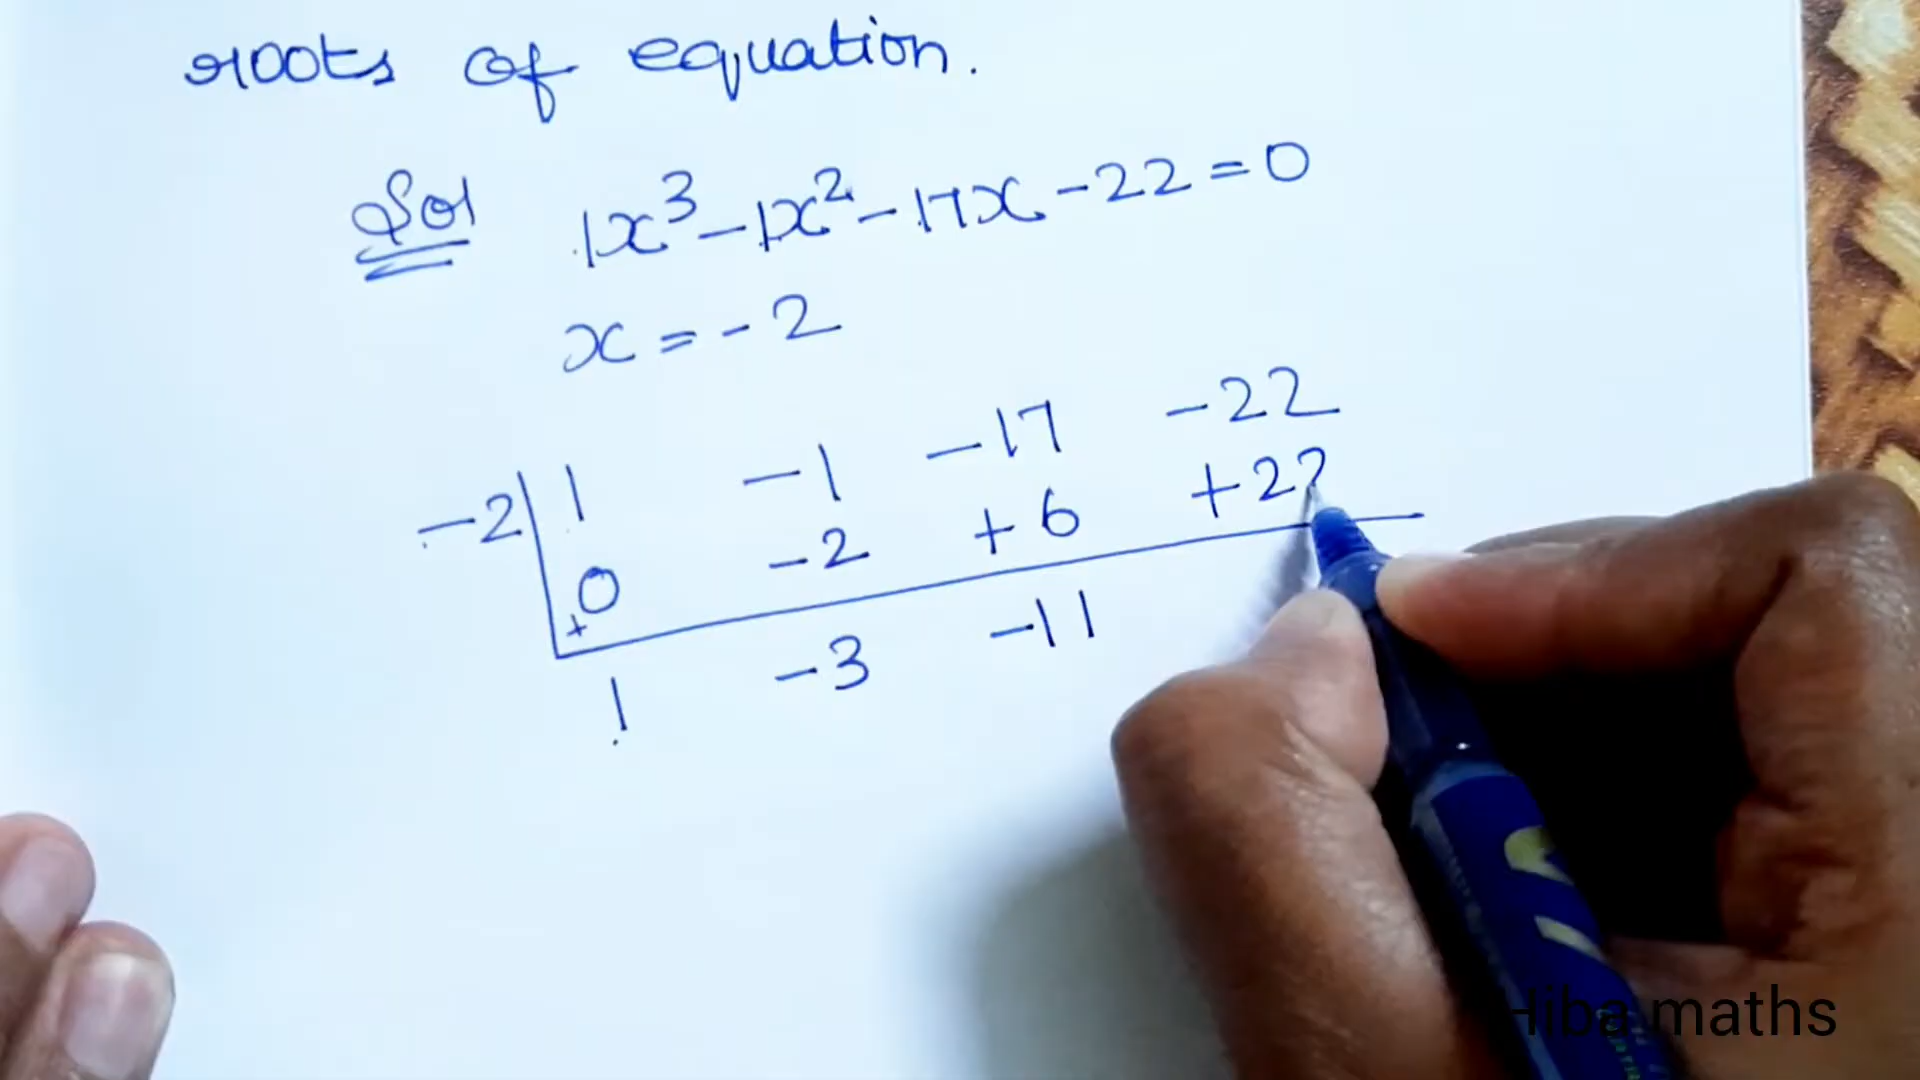 roots of equation.
Sol 1x³ - 1x² - 17x - 22 = 0
x = -2
-2 | 1 -1 -17 -22
+ 0 -2 +6 +22
1 -3 -11
Hiba maths